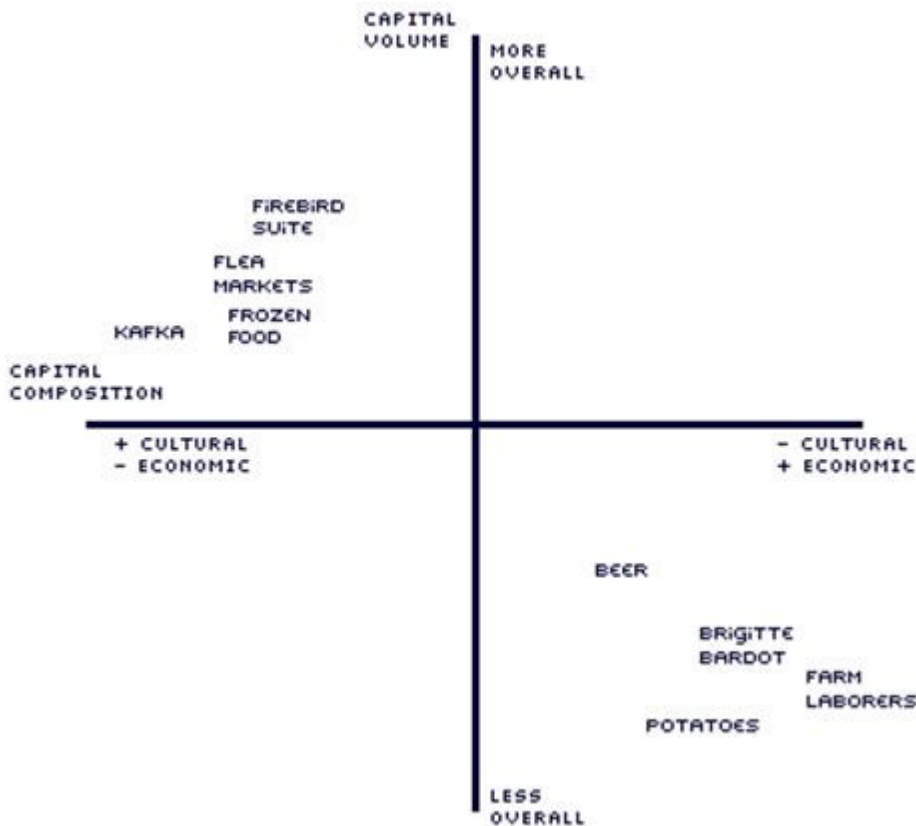 CAPITAL
VOLUME
MORE
OVERALL
FiREBiRD
SUiTE
FLEA
MARKETS
FROZEN
FOOD
KAFKA
CAPITAL
COMPOSITION
+ CULTURAL
- ECONOMIC
- CULTURAL
+ ECONOMIC
BEER
BRiGiTTE
BARDOT
FARM
LABORERS
POTATOES
LESS
OVERALL